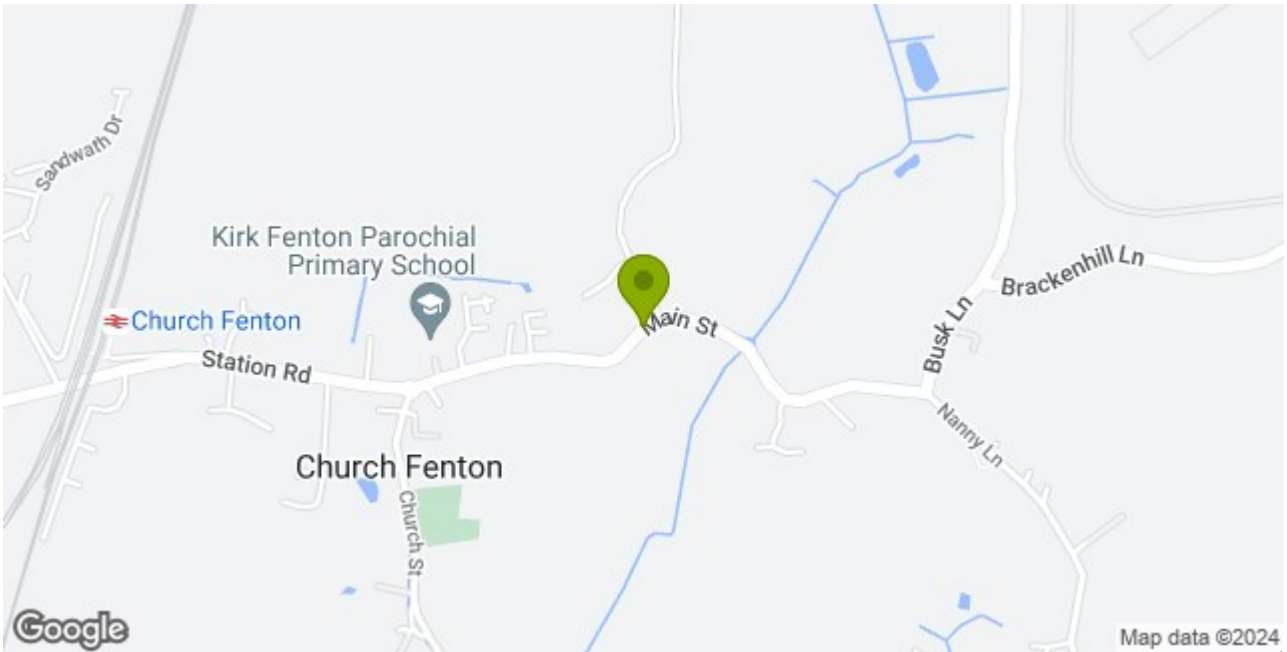 Sandwath Dr
Kirk Fenton Parochial
Primary School
Church Fenton
Station Rd
Main St
Brackenhill Ln
Busk Ln
Nanny Ln
Church Fenton
Church St
Google
Map data ©2024